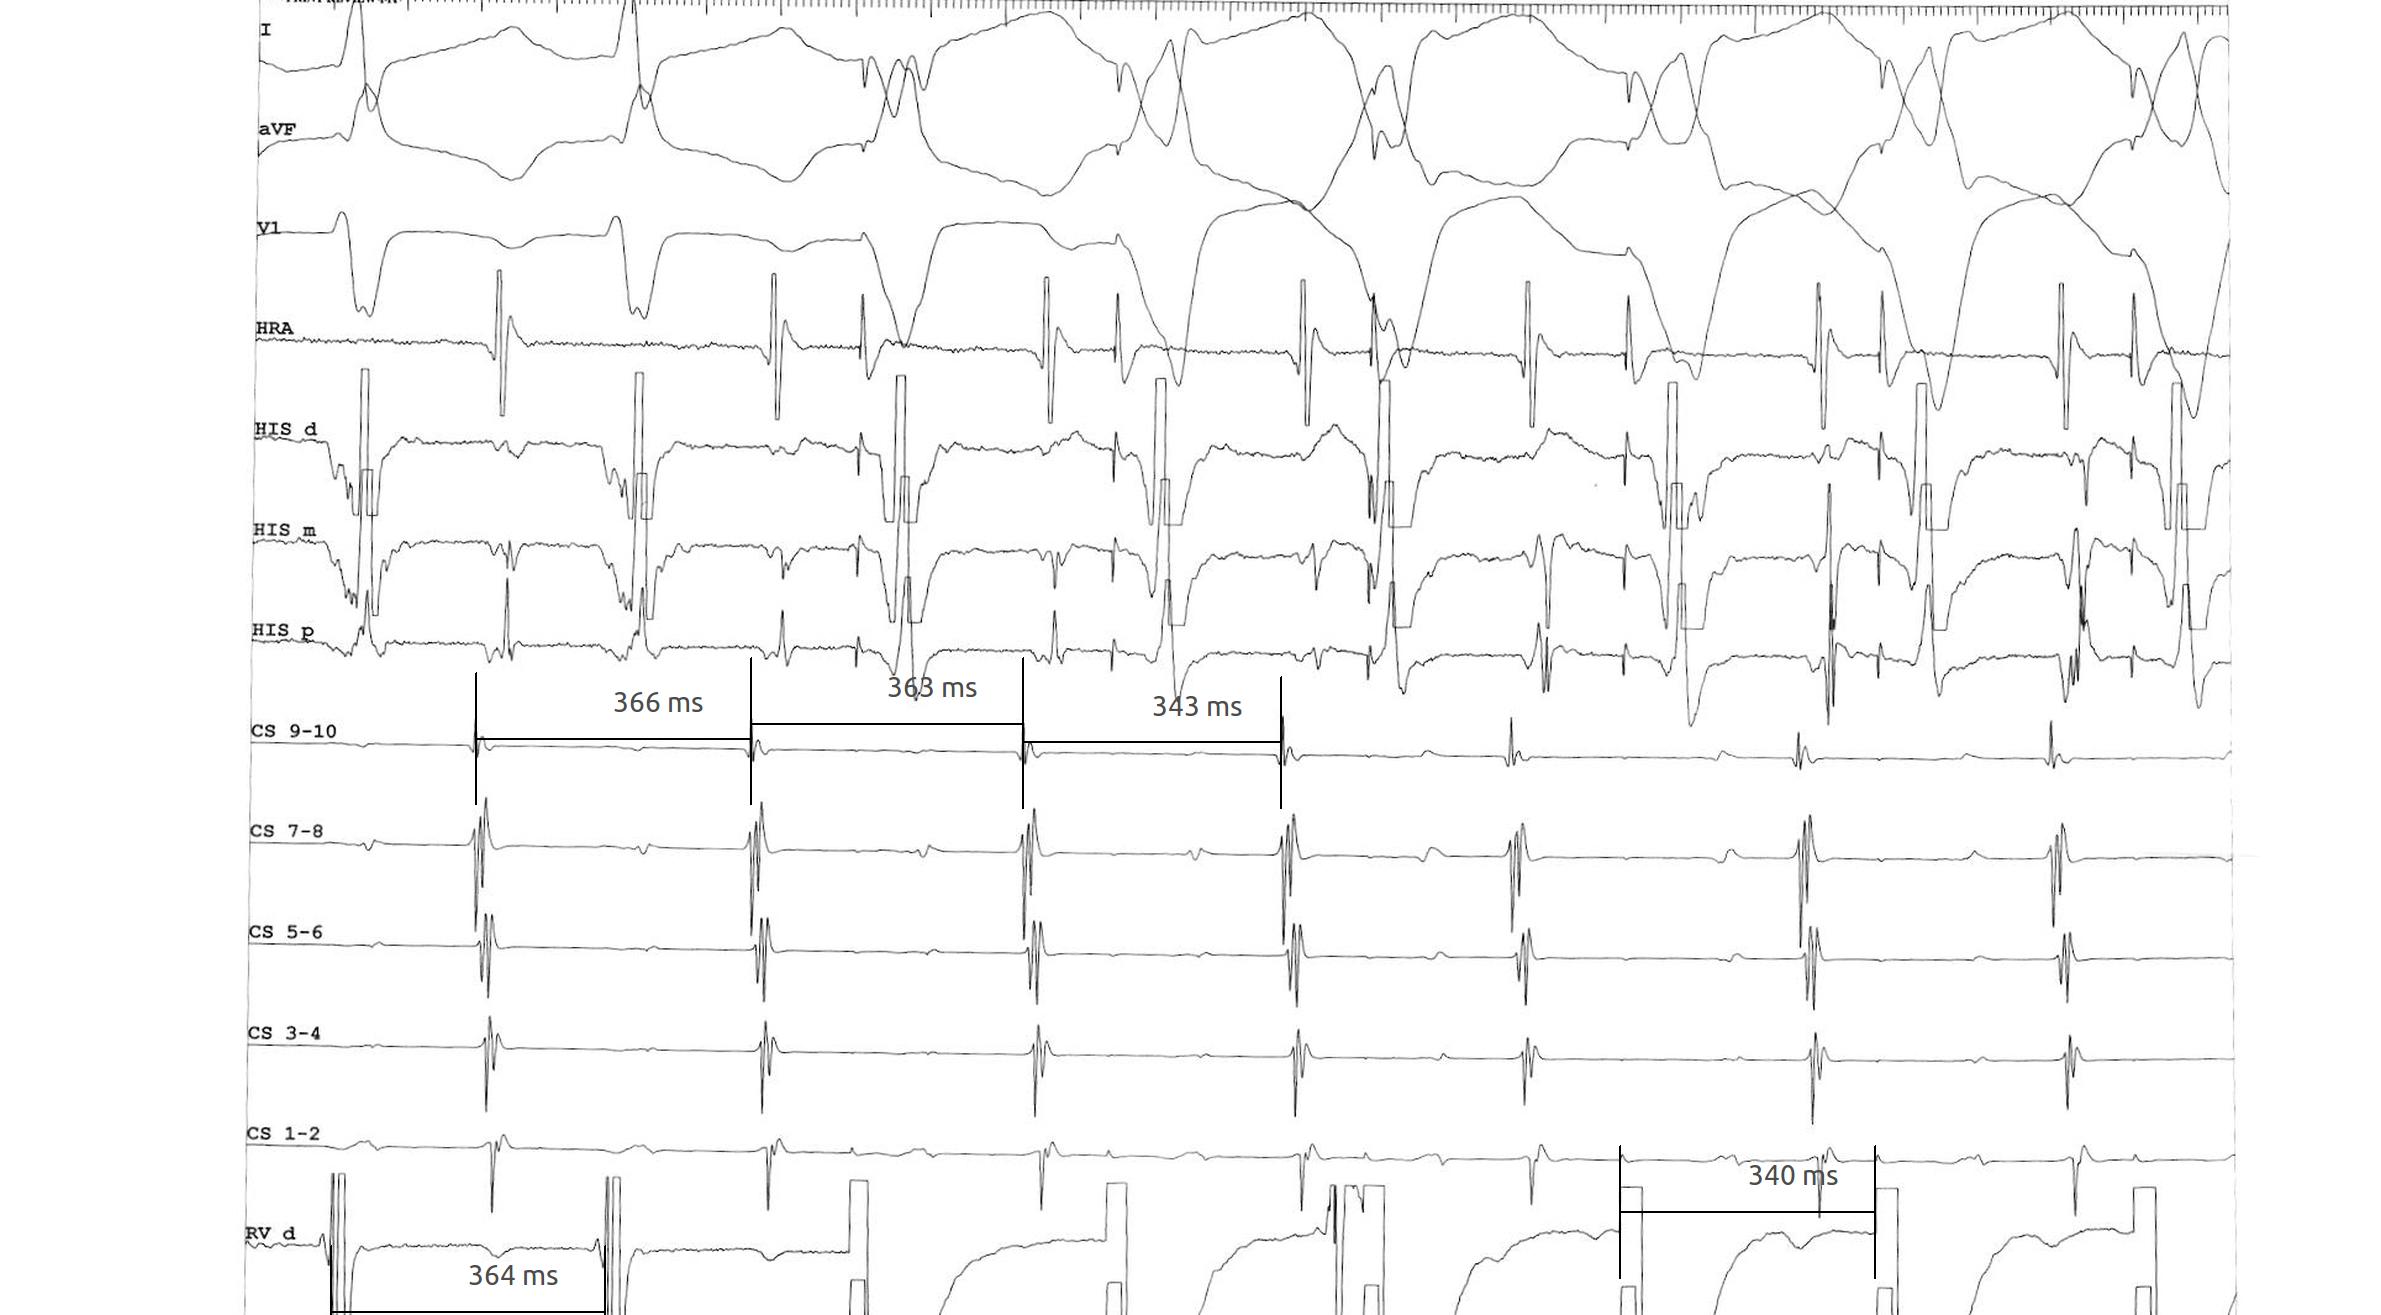 I
aVF
V1
HRA
HIS d
HIS m
HIS p
366 ms
363 ms
343 ms
CS 9-10
CS 7-8
CS 5-6
CS 3-4
CS 1-2
340 ms
RV d
364 ms